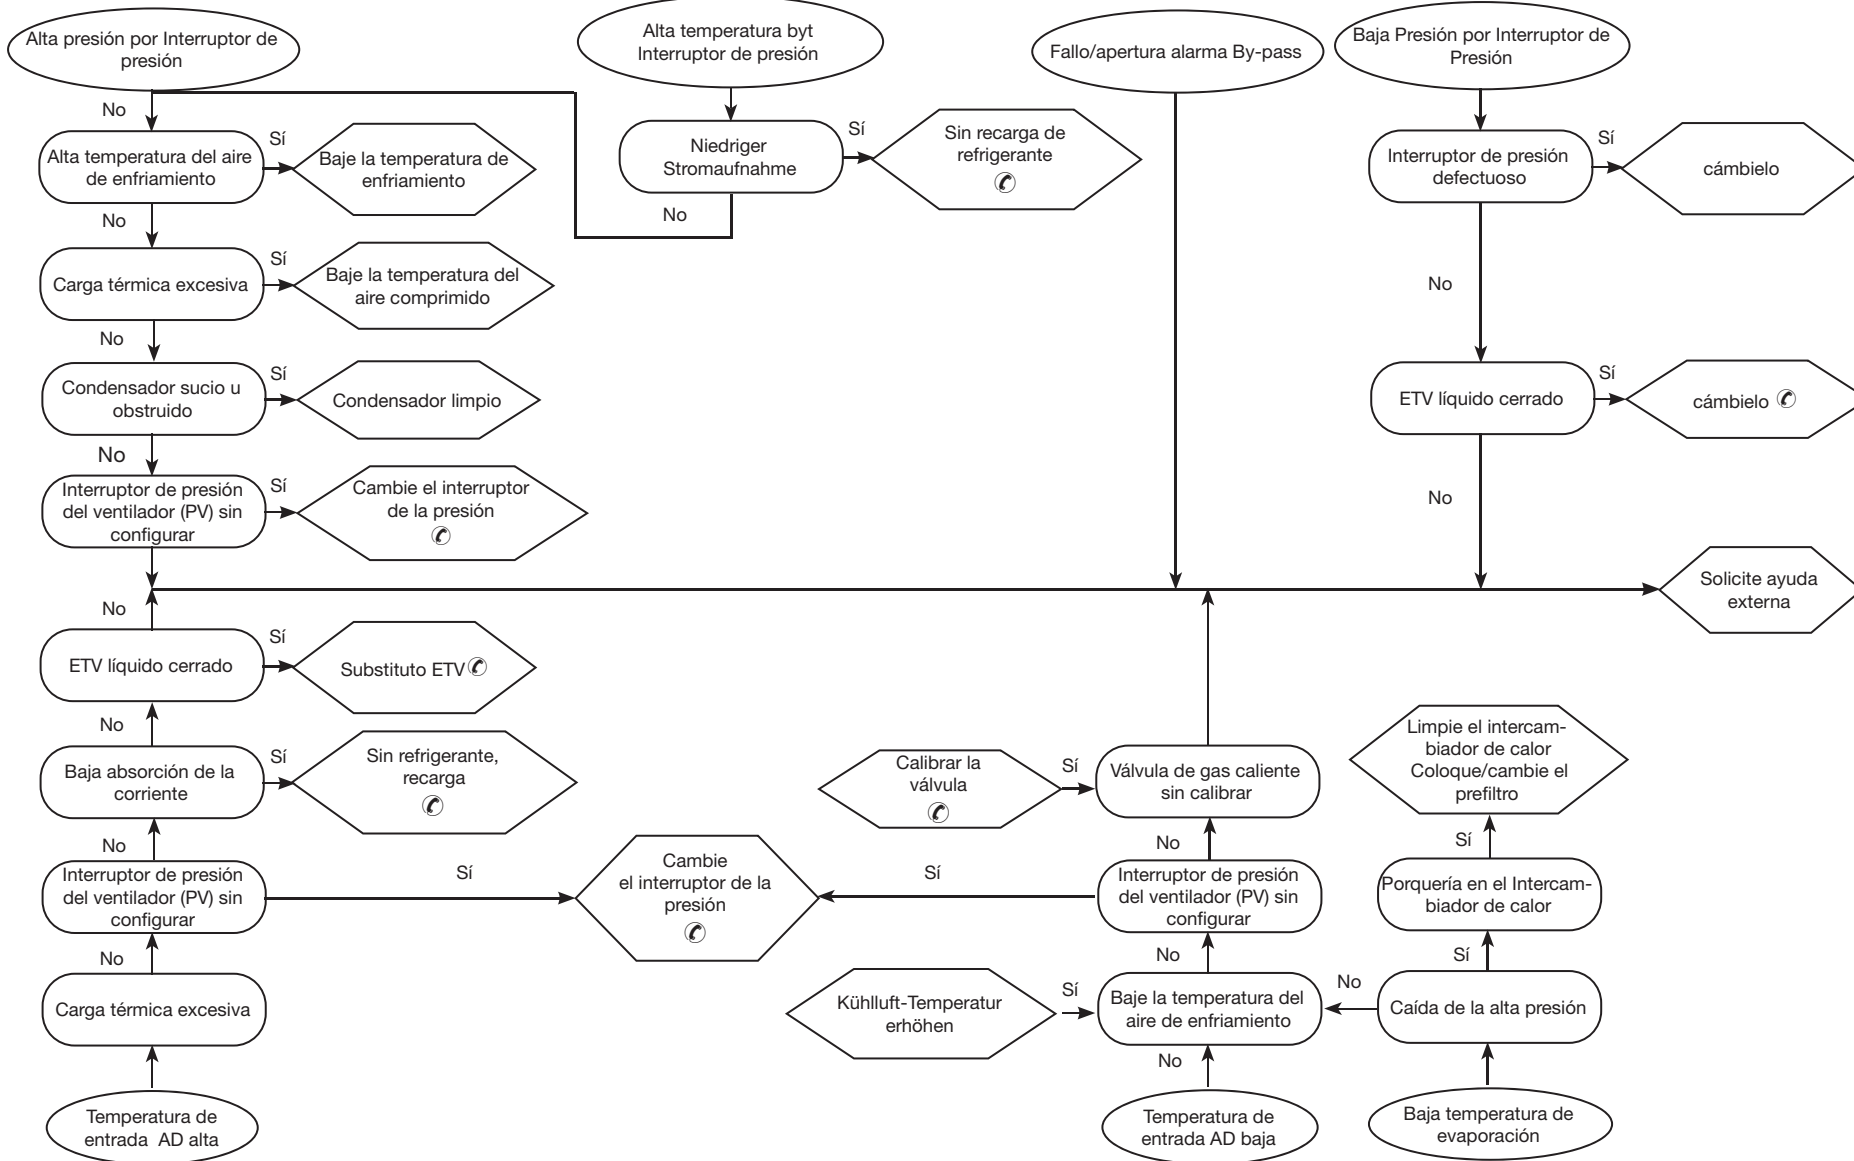 Alta presión por Interruptor de
presión
Alta temperatura byt
Interruptor de presión
Fallo/apertura alarma By-pass
Baja Presión por Interruptor de
Presión
No
Alta temperatura del aire
de enfriamiento
Sí
Baje la temperatura de
enfriamiento
Niedriger
Stromaufnahme
Sí
Sin recarga de
refrigerante
Interruptor de presión
defectuoso
Sí
cámbielo
No
No
Carga térmica excesiva
Sí
Baje la temperatura del
aire comprimido
No
No
Condensador sucio u
obstruido
Sí
Condensador limpio
ETV líquido cerrado
Sí
cámbielo
No
Interruptor de presión
del ventilador (PV) sin
configurar
Sí
Cambie el interruptor
de la presión
No
Solicite ayuda
externa
No
ETV líquido cerrado
Sí
Substituto ETV
No
Baja absorción de la
corriente
Sí
Sin refrigerante,
recarga
Calibrar la
válvula
Sí
Válvula de gas caliente
sin calibrar
Limpie el intercam-
biador de calor
Coloque/cambie el
prefiltro
No
Interruptor de presión
del ventilador (PV) sin
configurar
Sí
Cambie
el interruptor de la
presión
Sí
No
Interruptor de presión
del ventilador (PV) sin
configurar
Sí
Porquería en el Intercam-
biador de calor
No
Carga térmica excesiva
Kühlluft-Temperatur
erhöhen
Sí
No
Baje la temperatura del
aire de enfriamiento
No
Sí
Caída de la alta presión
No
Temperatura de
entrada AD alta
Temperatura de
entrada AD baja
Baja temperatura de
evaporación